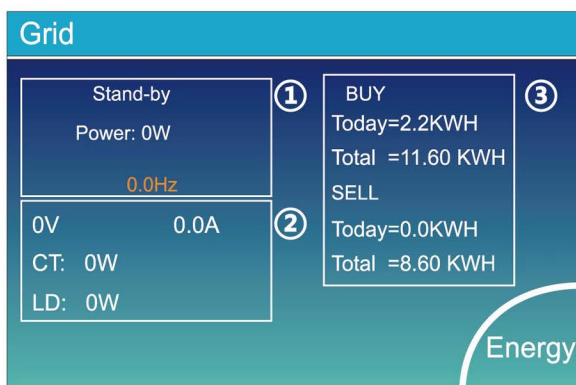 Grid
Stand-by
Power: 0W
0.0Hz
①
0V 0.0A
CT: 0W
LD: 0W
②
BUY
Today=2.2KWH
Total =11.60 KWH
SELL
Today=0.0KWH
Total =8.60 KWH
③
Energy